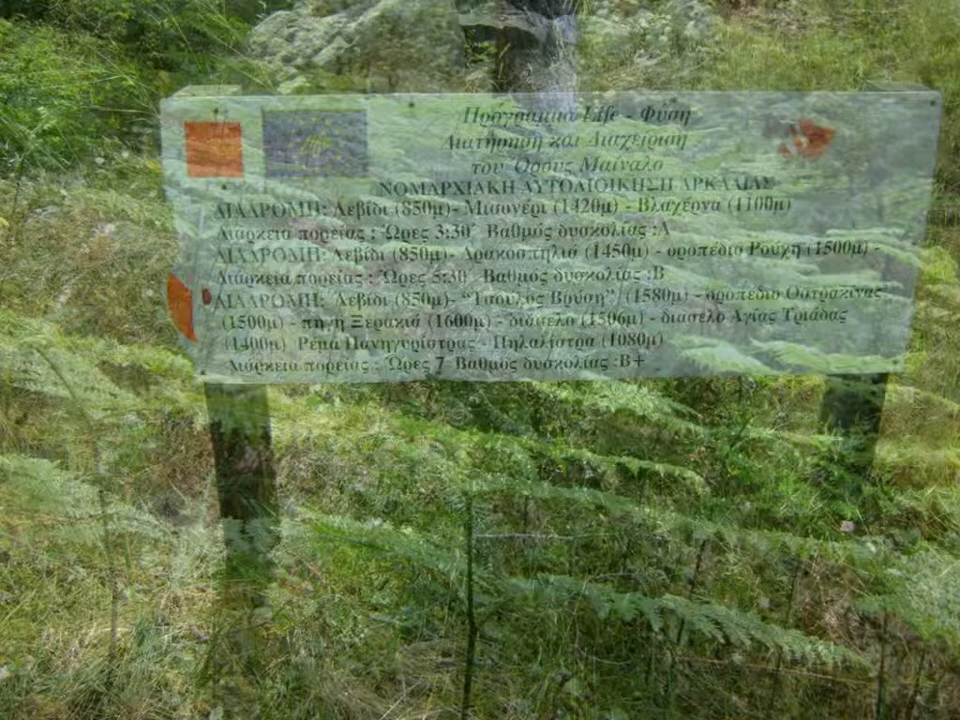 Πρόγραμμα Life - Φύση
Διατήρηση και Διαχείριση
του Όρους Μαίναλο
ΝΟΜΑΡΧΙΑΚΗ ΑΥΤΟΔΙΟΙΚΗΣΗ ΑΡΚΑΔΙΑΣ
ΔΙΑΔΡΟΜΗ: Λεβίδι (850μ)- Μισονέρι (1420μ) - Βλαχέρνα (1100μ)
Διάρκεια πορείας : Ώρες 3:30΄ Βαθμός δυσκολίας :Α
ΔΙΑΔΡΟΜΗ: Λεβίδι (850μ)- Δρακοσπηλιά (1450μ) - οροπέδιο Ρούχη (1500μ) -
Διάρκεια πορείας : Ώρες 5:30΄ Βαθμός δυσκολίας :Β
ΔΙΑΔΡΟΜΗ: Λεβίδι (850μ)- “Τσουλός Βρύση” (1580μ) - οροπέδιο Οστρακίνας
(1500μ) - πηγή Ξερακιά (1600μ) - διάσελο (1506μ) - διασέλο Αγίας Τριάδας
(1400μ) Ρέμα Πανηγυρίστρας - Πηλαλίστρα (1080μ)
Διάρκεια πορείας : Ώρες 7 Βαθμός δυσκολίας :Β+